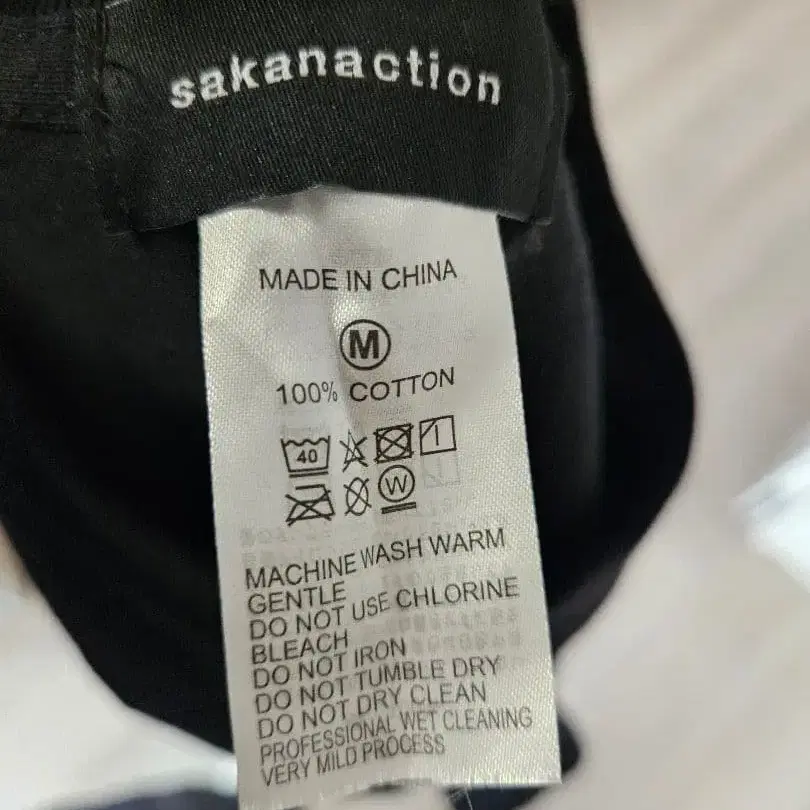 sakanaction
MADE IN CHINA
M
100% COTTON
40
W
MACHINE WASH WARM
GENTLE
DO NOT USE CHLORINE
BLEACH
DO NOT IRON
DO NOT TUMBLE DRY
DO NOT DRY CLEAN
PROFESSIONAL WET CLEANING
VERY MILD PROCESS